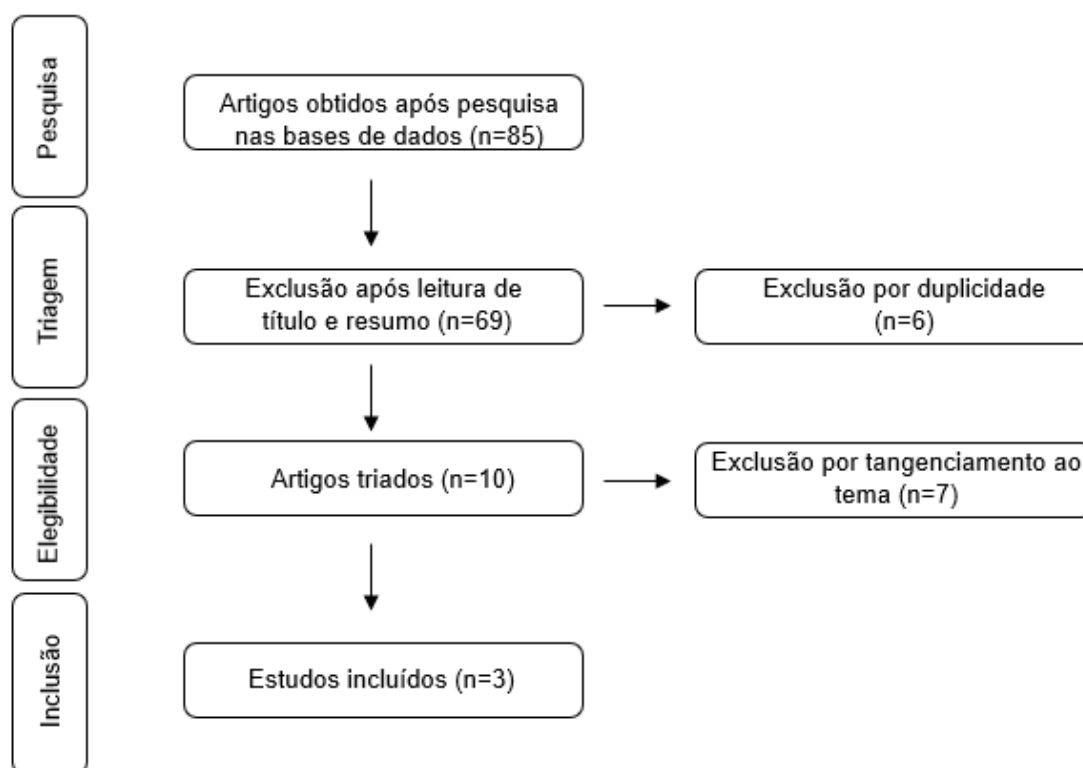 Pesquisa
Artigos obtidos após pesquisa
nas bases de dados (n=85)
Triagem
Exclusão após leitura de
título e resumo (n=69)
Exclusão por duplicidade
(n=6)
Elegibilidade
Artigos triados (n=10)
Exclusão por tangenciamento ao
tema (n=7)
Inclusão
Estudos incluídos (n=3)